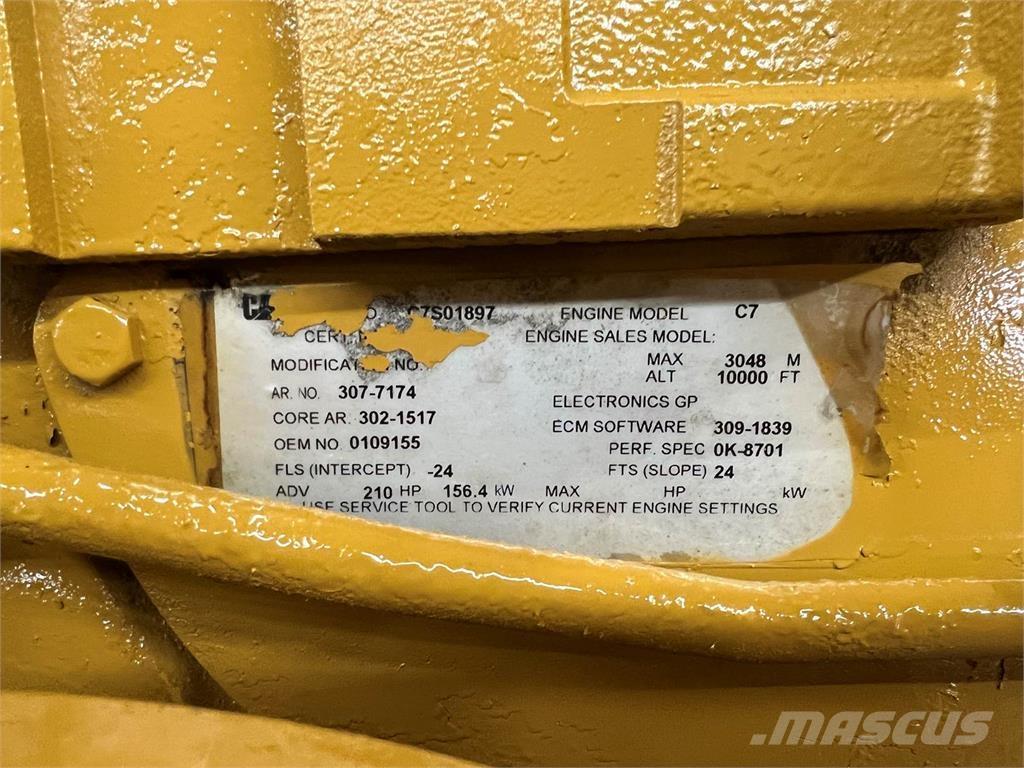 C7S01897 ENGINE MODEL C7
ENGINE SALES MODEL:
MAX 3048 M
NO
ALT 10000 FT
AR. NO. 307-7174
ELECTRONICS GP
CORE AR. 302-1517
ECM SOFTWARE 309-1839
OEM NO 0109155
PERF. SPEC 0K-8701
FLS (INTERCEPT) -24 FTS (SLOPE) 24
ADV 210 HP 156.4 kW MAX HP kW
USE SERVICE TOOL TO VERIFY CURRENT ENGINE SETTINGS
MASCUS